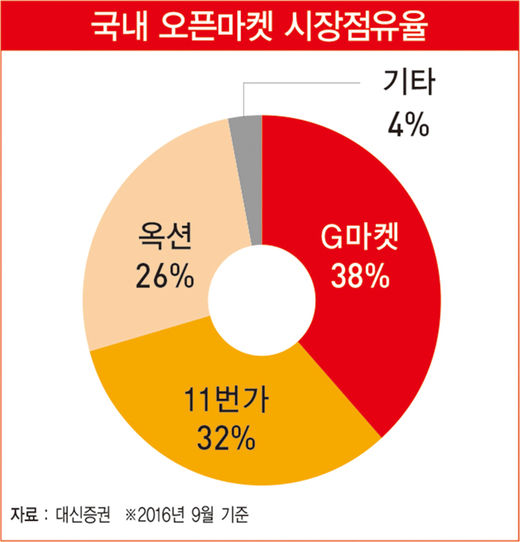 국내 오픈마켓 시장점유율
기타
4%
G마켓
38%
옥션
26%
11번가
32%
자료 : 대신증권 ※2016년 9월 기준